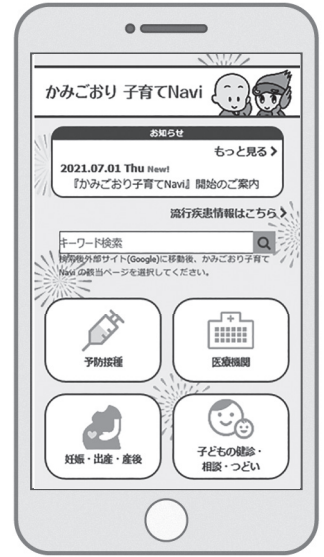 かみごおり 子育てNavi
お知らせ
もっと見る
2021.07.01 Thu New!
『かみごおり子育てNavi』開始のご案内
流行疾患情報はこちら
キーワード検索
検索後外部サイト(Google)に移動後、かみごおり子育て
Navi の該当ページを選択してください。
予防接種
医療機関
妊娠・出産・産後
子どもの健診・
相談・つどい